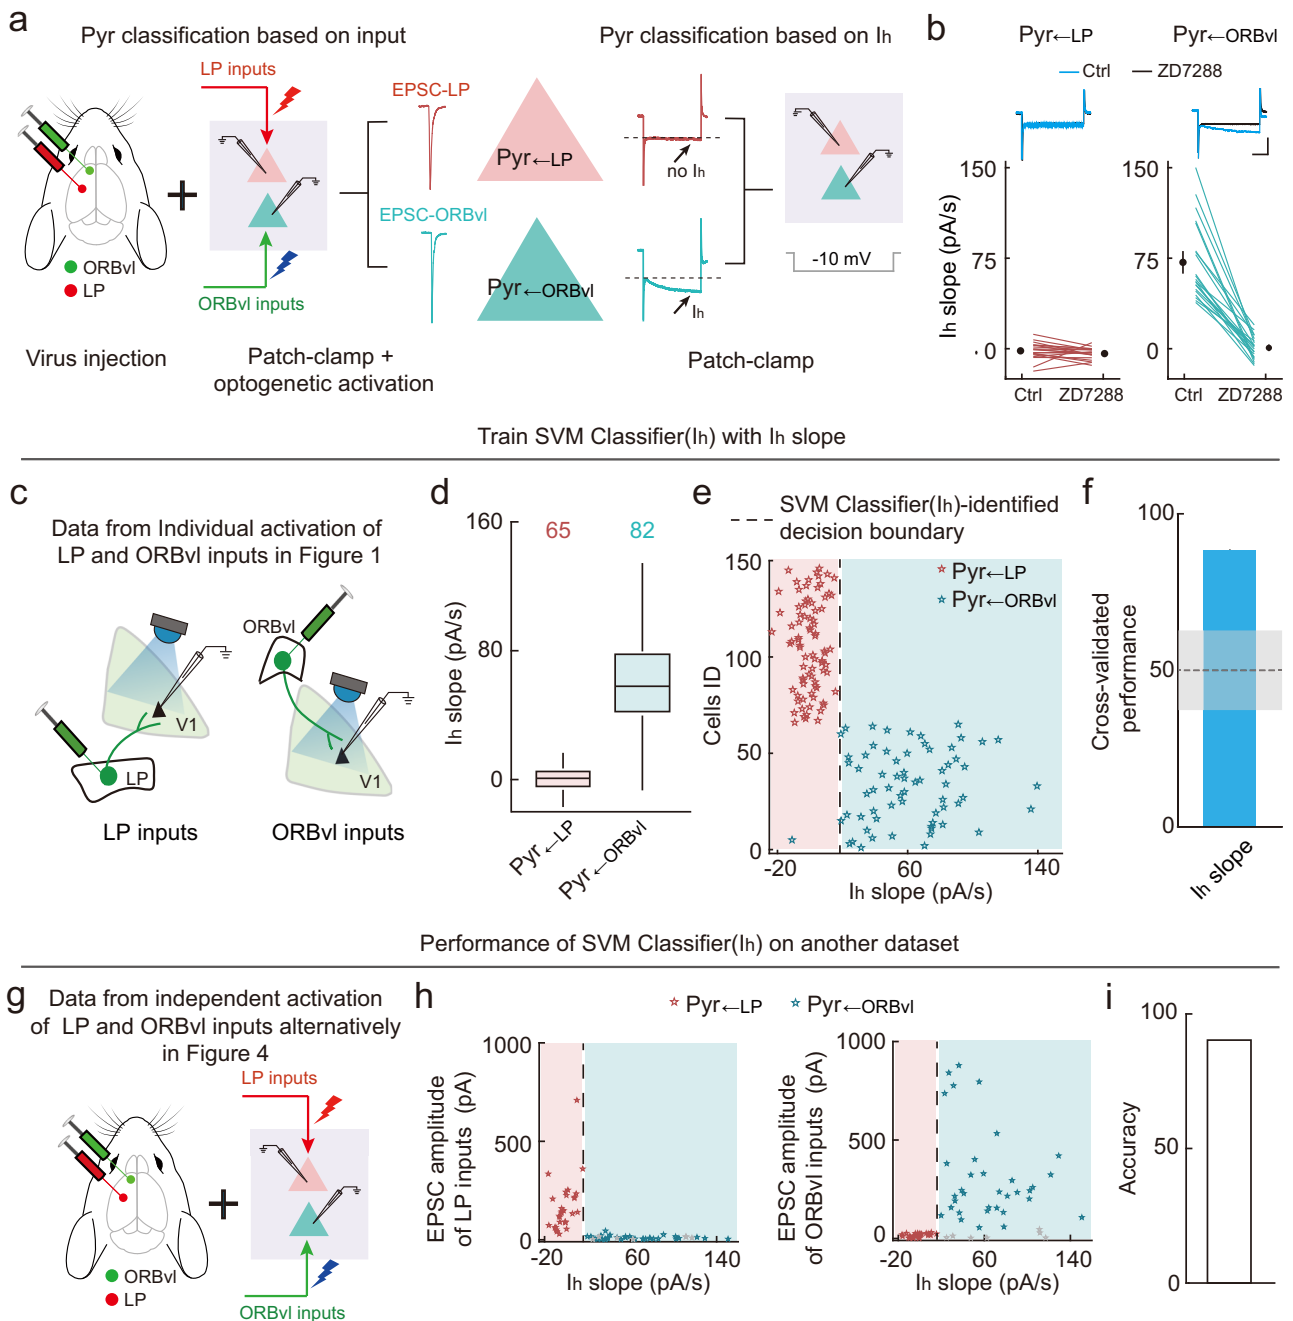 a
Pyr classification based on input
Pyr classification based on Ih
LP inputs
EPSC-LP
Pyr←LP
no Ih
EPSC-ORBvl
Pyr←ORBvl
Ih
-10 mV
ORBvl
LP
ORBvl inputs
Virus injection
Patch-clamp +
optogenetic activation
Patch-clamp
b
Pyr←LP
Pyr←ORBvl
Ctrl
ZD7288
Ih slope (pA/s)
150
75
0
Ctrl
ZD7288
150
75
0
Ctrl
ZD7288
Train SVM Classifier(Ih) with Ih slope
c
Data from Individual activation of
LP and ORBvl inputs in Figure 1
ORBvl
V1
LP
V1
LP inputs
ORBvl inputs
d
Ih slope (pA/s)
160
80
0
65
82
Pyr←LP
Pyr←ORBvl
e
SVM Classifier(Ih)-identified
decision boundary
Pyr←LP
Pyr←ORBvl
Cells ID
150
100
50
0
-20
60
140
Ih slope (pA/s)
f
Cross-validated
performance
100
50
0
Ih slope
Performance of SVM Classifier(Ih) on another dataset
g
Data from independent activation
of LP and ORBvl inputs alternatively
in Figure 4
LP inputs
ORBvl
LP
ORBvl inputs
h
Pyr←LP
Pyr←ORBvl
EPSC amplitude
of LP inputs (pA)
1000
500
0
-20
60
140
Ih slope (pA/s)
EPSC amplitude
of ORBvl inputs (pA)
1000
500
0
-20
60
140
Ih slope (pA/s)
i
Accuracy
100
50
0